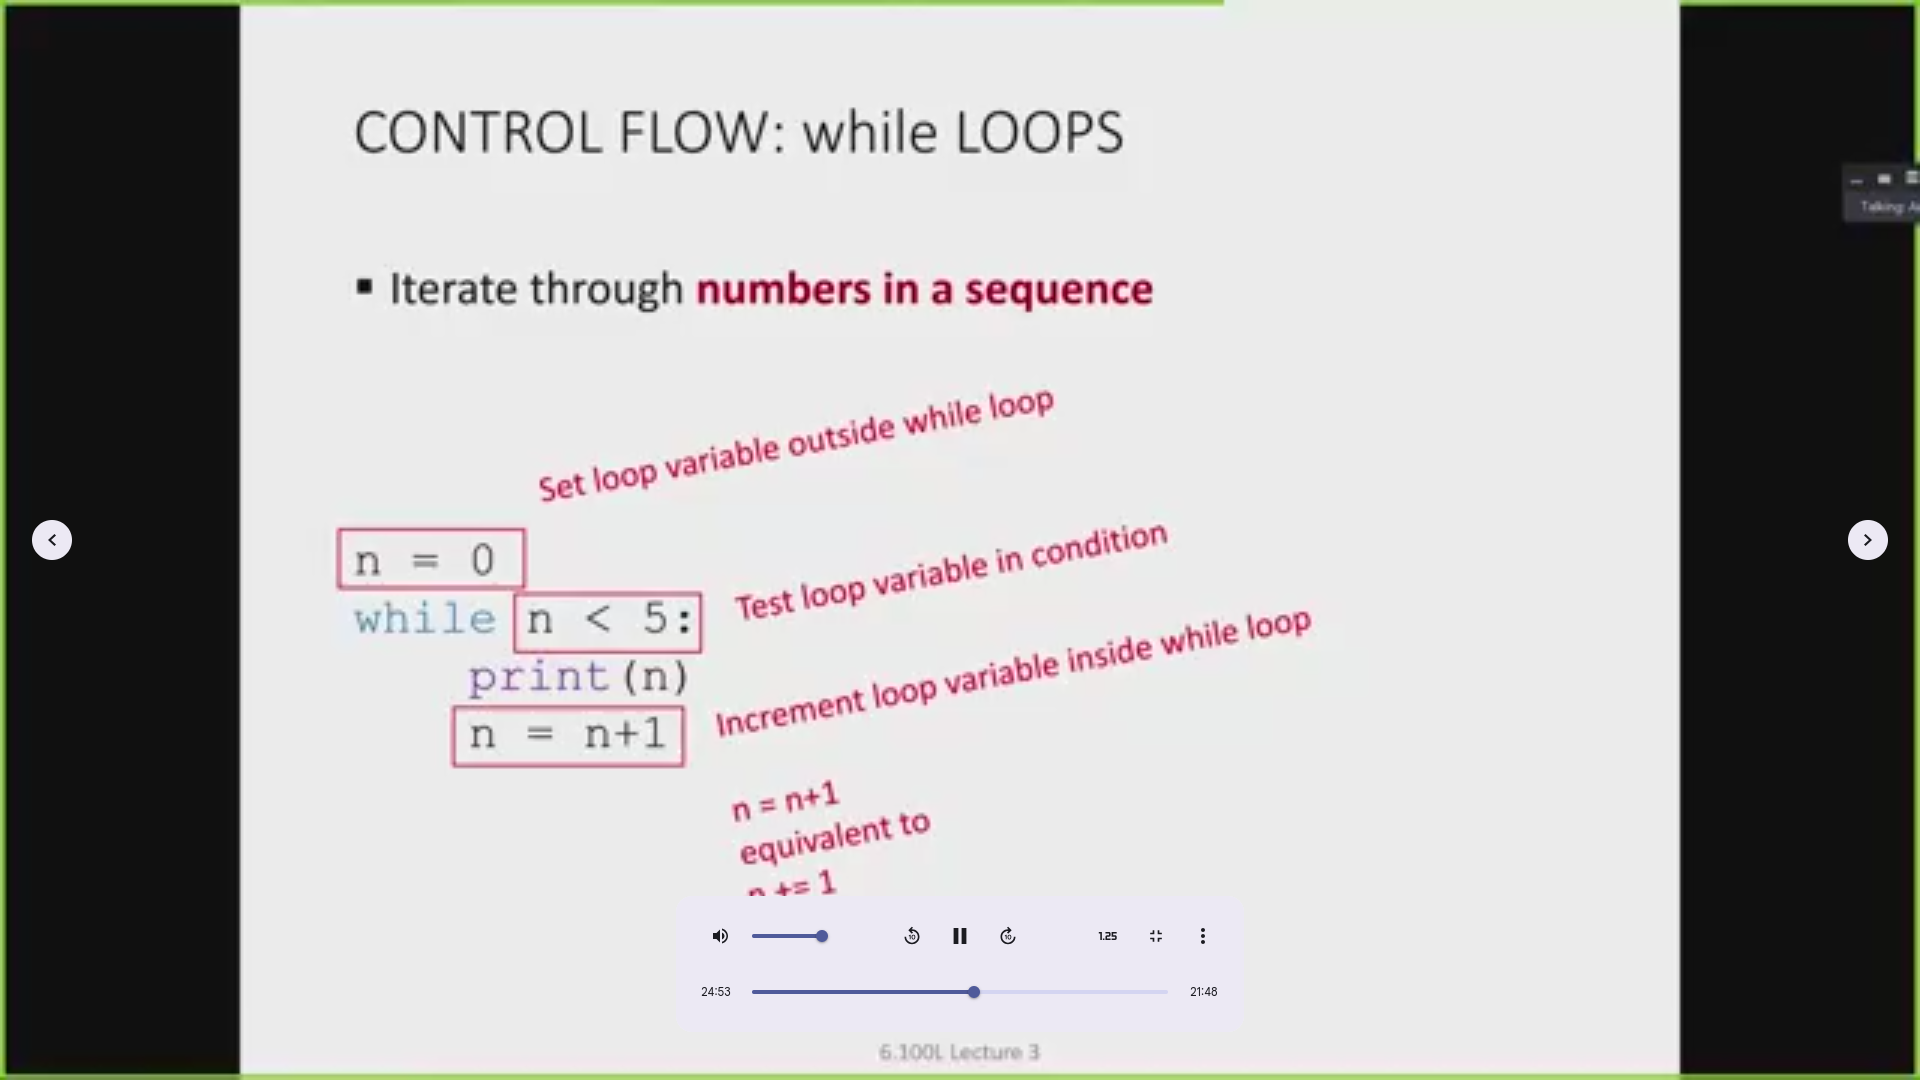 Talking:
CONTROL FLOW: while LOOPS
▪ Iterate through numbers in a sequence
Set loop variable outside while loop
n = 0
Test loop variable in condition
while n < 5:
Increment loop variable inside while loop
print(n)
n = n+1
n = n+1
equivalent to
n += 1
10
10
1.25
24:53
21:48
6.100L Lecture 3